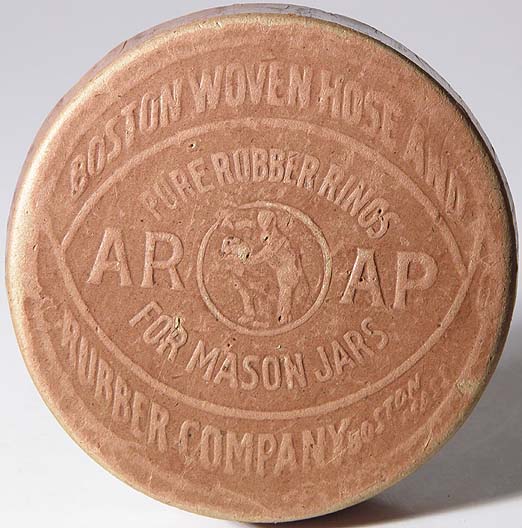 BOSTON WOVEN HOSE AND
PURE RUBBER RINGS
AR AP
FOR MASON JARS
RUBBER COMPANY
BOSTON